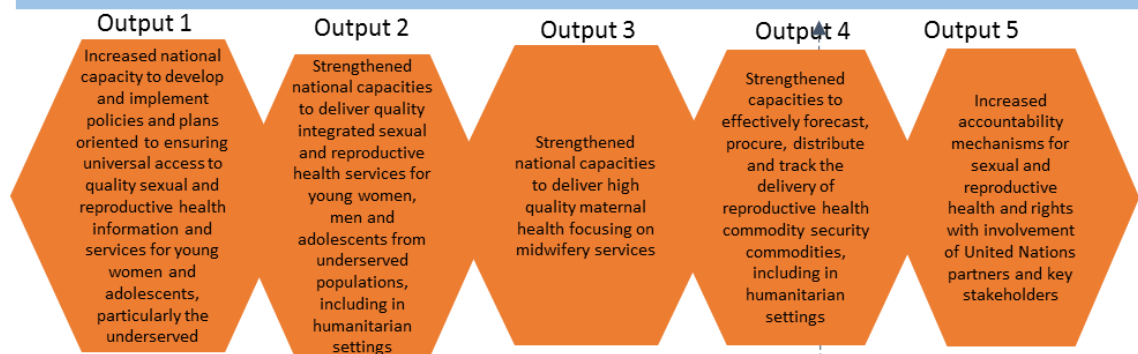 Output 1
Increased national
capacity to develop
and implement
policies and plans
oriented to ensuring
universal access to
quality sexual and
reproductive health
information and
services for young
women and
adolescents,
particularly the
underserved
Output 2
Strengthened
national capacities
to deliver quality
integrated sexual
and reproductive
health services for
young women,
men and
adolescents from
underserved
populations,
including in
humanitarian
settings
Output 3
Strengthened
national capacities
to deliver high
quality maternal
health focusing on
midwifery services
Output 4
Strengthened
capacities to
effectively forecast,
procure, distribute
and track the
delivery of
reproductive health
commodity security
commodities,
including in
humanitarian
settings
Output 5
Increased
accountability
mechanisms for
sexual and
reproductive
health and rights
with involvement
of United Nations
partners and key
stakeholders